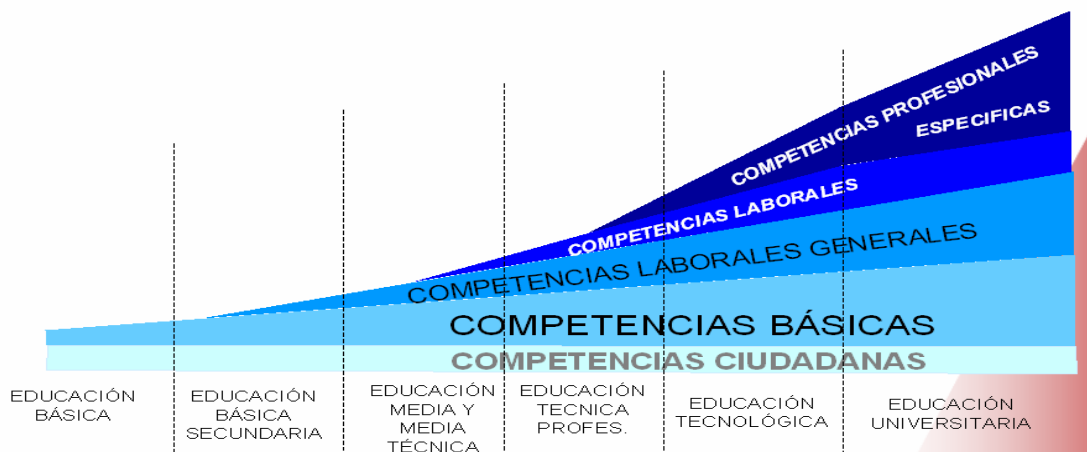 COMPETENCIAS PROFESIONALES
ESPECIFICAS
COMPETENCIAS LABORALES
COMPETENCIAS LABORALES GENERALES
COMPETENCIAS BÁSICAS
COMPETENCIAS CIUDADANAS
EDUCACIÓN
BÁSICA
EDUCACIÓN
BÁSICA
SECUNDARIA
EDUCACIÓN
MEDIA Y
MEDIA
TÉCNICA
EDUCACIÓN
TECNICA
PROFES.
EDUCACIÓN
TECNOLÓGICA
EDUCACIÓN
UNIVERSITARIA